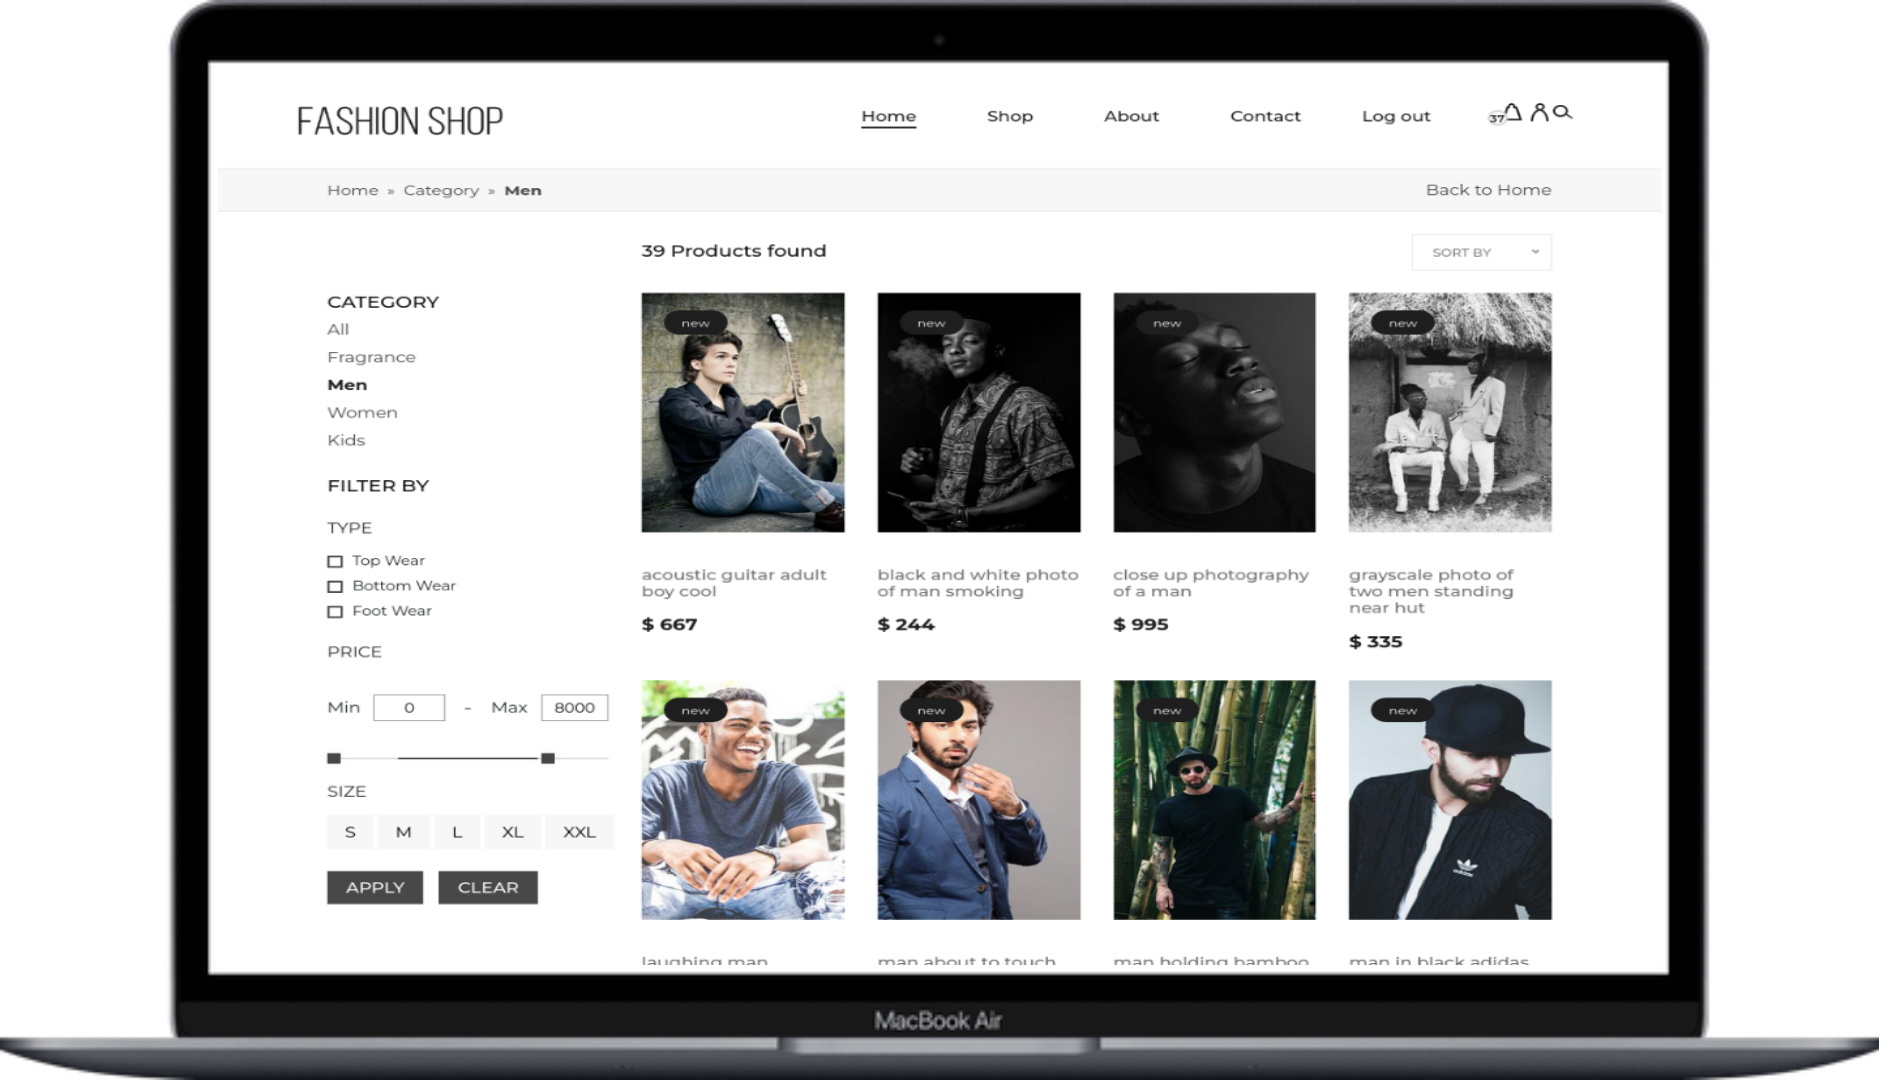 FASHION SHOP
Home Shop About Contact Log out 37
Home » Category » Men Back to Home
39 Products found SORT BY
CATEGORY
All
Fragrance
Men
Women
Kids
FILTER BY
TYPE
Top Wear
Bottom Wear
Foot Wear
PRICE
Min 0 - Max 8000
SIZE
S M L XL XXL
APPLY CLEAR
new new new new
acoustic guitar adult
boy cool
$ 667
black and white photo
of man smoking
$ 244
close up photography
of a man
$ 995
grayscale photo of
two men standing
near hut
$ 335
new new new new
adidas
laughing man
man about to touch
man holding bamboo
man in black adidas
MacBook Air